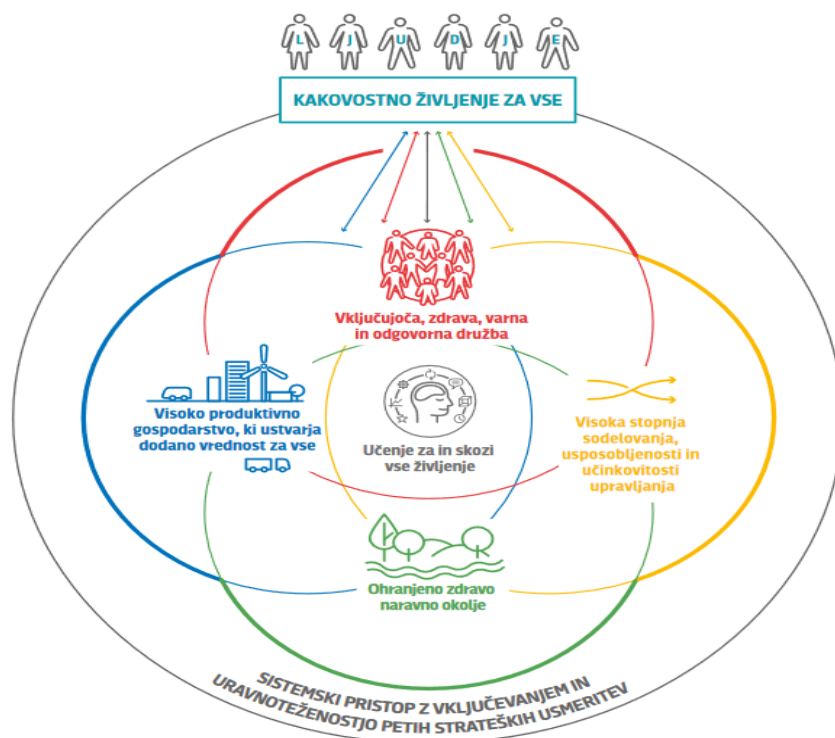 L J U D J E
KAKOVOSTNO ŽIVLJENJE ZA VSE
Vključujoča, zdrava, varna
in odgovorna družba
Visoko produktivno
gospodarstvo, ki ustvarja
dodano vrednost za vse
Učenje za in skozi
vse življenje
Visoka stopnja
sodelovanja,
usposobljenosti in
učinkovitosti
upravljanja
Ohranjeno zdravo
naravno okolje
SISTEMSKI PRISTOP Z VKLJUČEVANJEM IN
URAVNOTEŽENOSTJO PETIH STRATEŠKIH USMERITEV